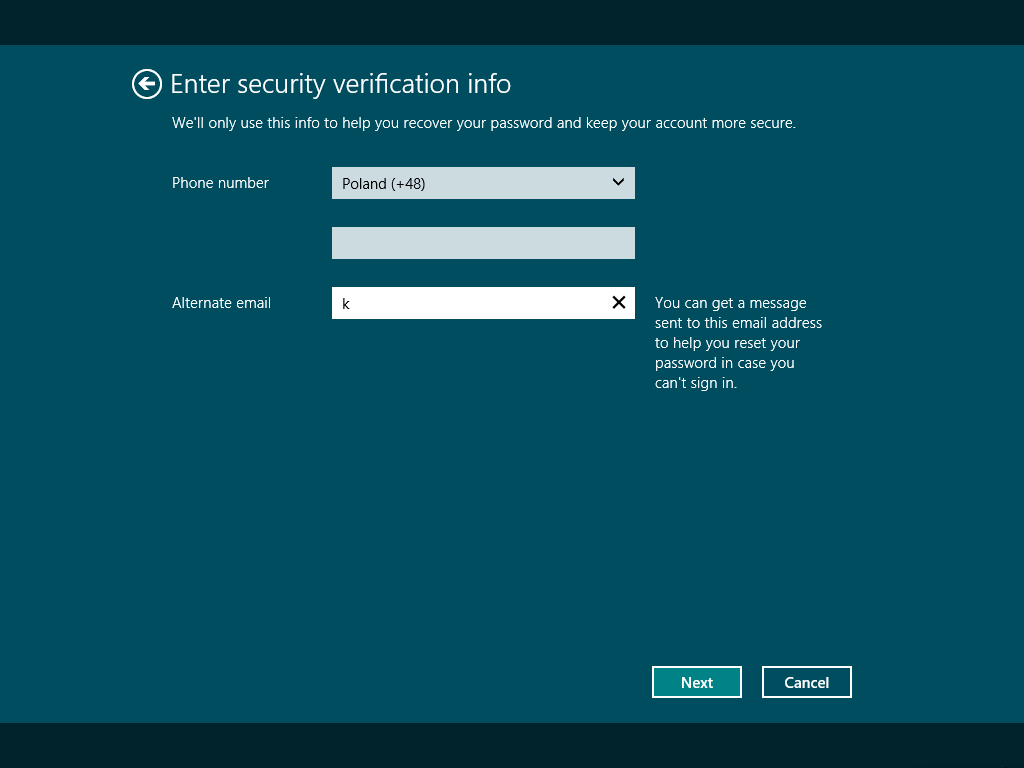 Enter security verification info
We'll only use this info to help you recover your password and keep your account more secure.
Phone number
Poland (+48)
Alternate email
k
You can get a message
sent to this email address
to help you reset your
password in case you
can't sign in.
Next
Cancel